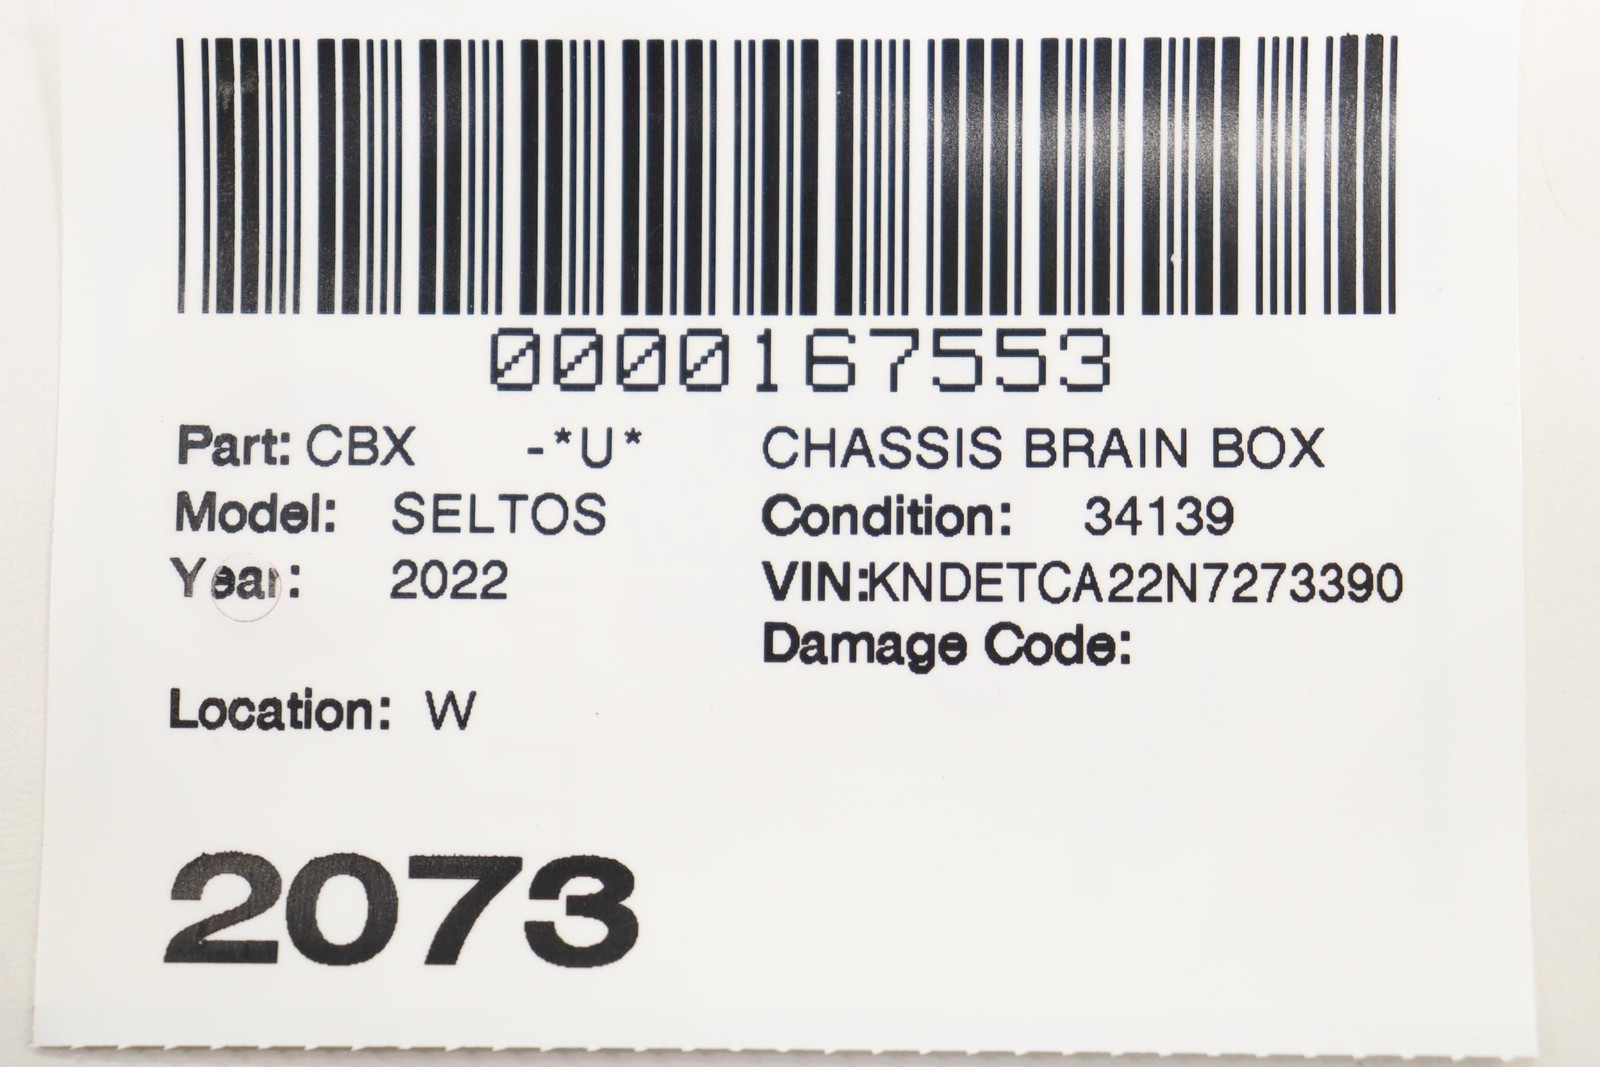 0000167553
Part: CBX -*U* CHASSIS BRAIN BOX
Model: SELTOS Condition: 34139
Year: 2022 VIN:KNDETCA22N7273390
Damage Code:
Location: W
2073